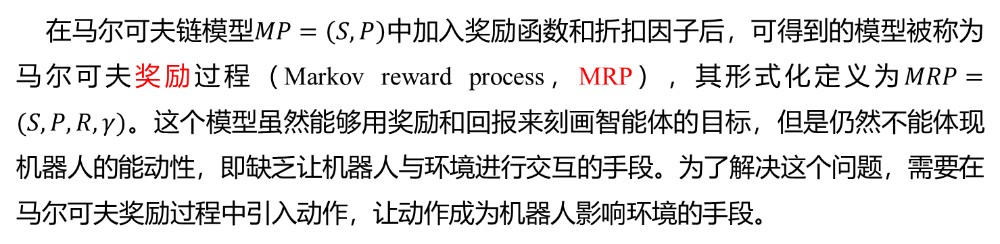 在马尔可夫链模型MP = (S, P)中加入奖励函数和折扣因子后，可得到的模型被称为
马尔可夫奖励过程（Markov reward process，MRP），其形式化定义为MRP =
(S, P, R, γ)。这个模型虽然能够用奖励和回报来刻画智能体的目标，但是仍然不能体现
机器人的能动性，即缺乏让机器人与环境进行交互的手段。为了解决这个问题，需要在
马尔可夫奖励过程中引入动作，让动作成为机器人影响环境的手段。